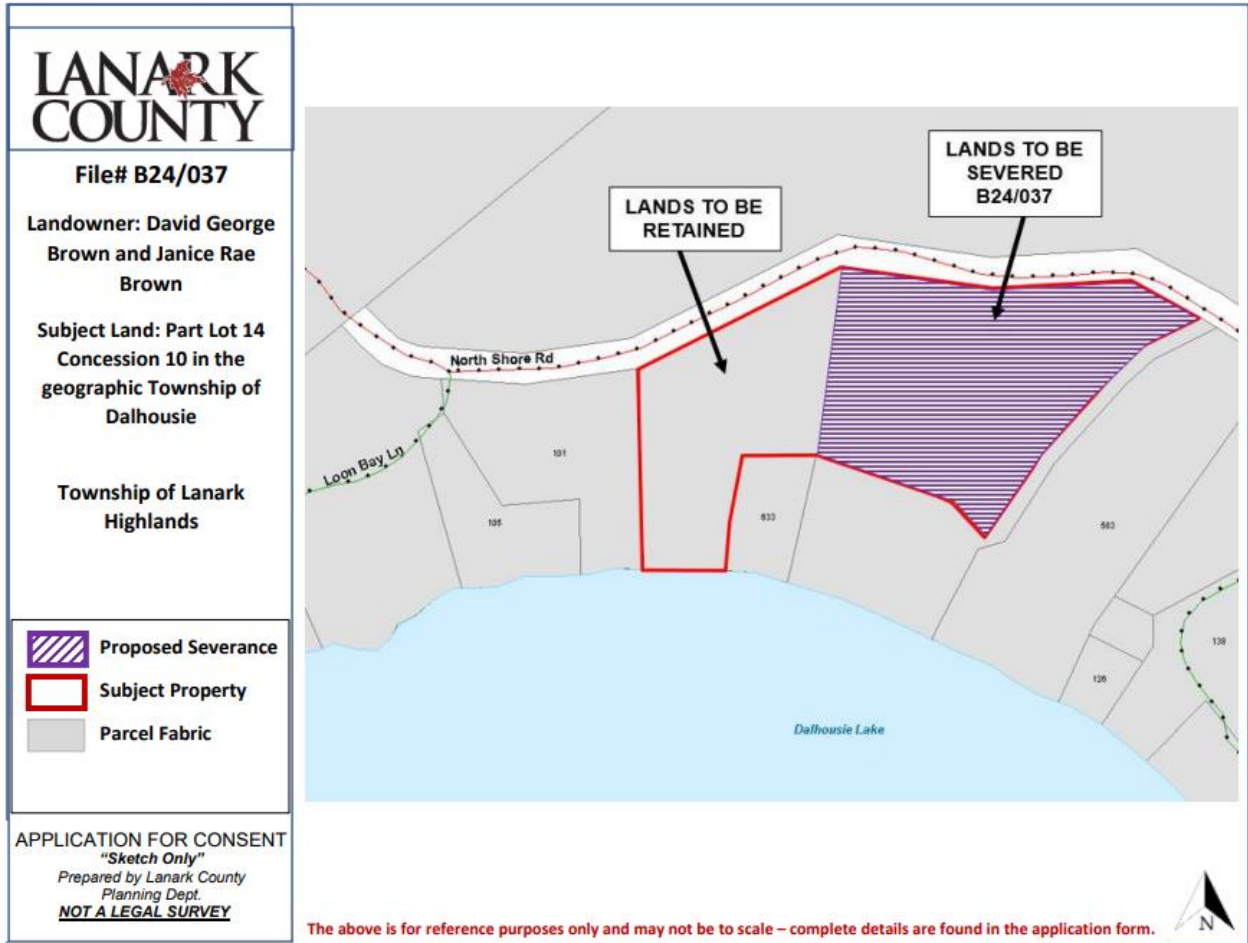 LANARK
COUNTY
File# B24/037
Landowner: David George
Brown and Janice Rae
Brown
Subject Land: Part Lot 14
Concession 10 in the
geographic Township of
Dalhousie
Township of Lanark
Highlands
Proposed Severance
Subject Property
Parcel Fabric
APPLICATION FOR CONSENT
"Sketch Only"
Prepared by Lanark County
Planning Dept.
NOT A LEGAL SURVEY
LANDS TO BE
SEVERED
B24/037
LANDS TO BE
RETAINED
North Shore Rd
Loon Bay Ln
101
105
633
583
138
126
Dalhousie Lake
The above is for reference purposes only and may not be to scale – complete details are found in the application form.
N